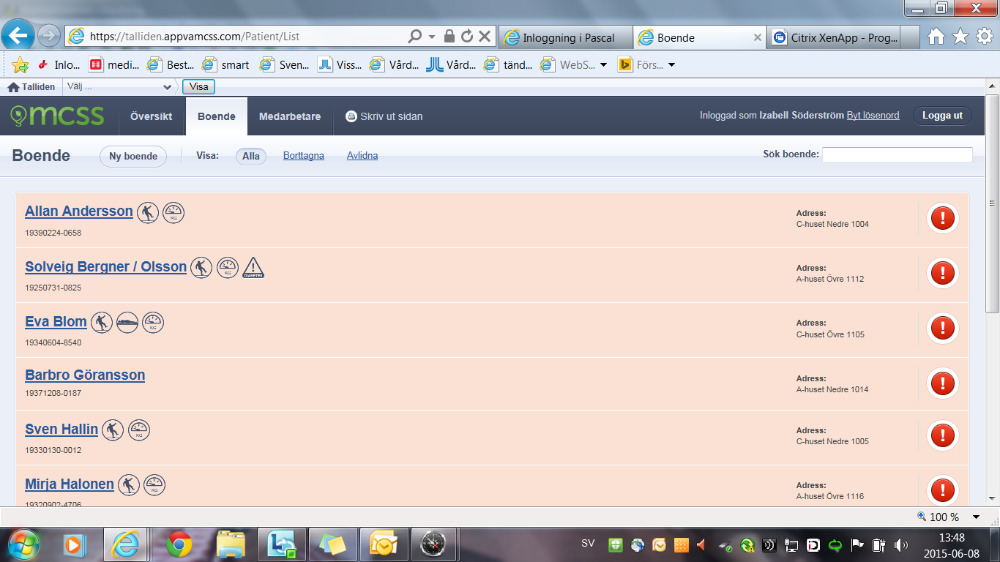 https://talliden.appvamcss.com/Patient/List
Inloggning i Pascal
Boende
Citrix XenApp - Prog...
Inlo...
medi...
Best...
smart
Sven...
Viss...
Vård...
Vård...
tänd...
WebS...
Förs...
Talliden
Välj ...
Visa
mcss
Översikt
Boende
Medarbetare
Skriv ut sidan
Inloggad som Izabell Söderström Byt lösenord
Logga ut
Boende
Ny boende
Visa:
Alla
Borttagna
Avlidna
Sök boende:
Allan Andersson
KG
19390224-0658
Adress:
C-huset Nedre 1004
Solveig Bergner / Olsson
KG
DIABETES
19250731-0825
Adress:
A-huset Övre 1112
Eva Blom
KG
19340604-8540
Adress:
C-huset Övre 1105
Barbro Göransson
19371208-0187
Adress:
A-huset Nedre 1014
Sven Hallin
KG
19330130-0012
Adress:
C-huset Nedre 1005
Mirja Halonen
KG
19320902-4706
Adress:
A-huset Övre 1116
100 %
SV
13:48
2015-06-08